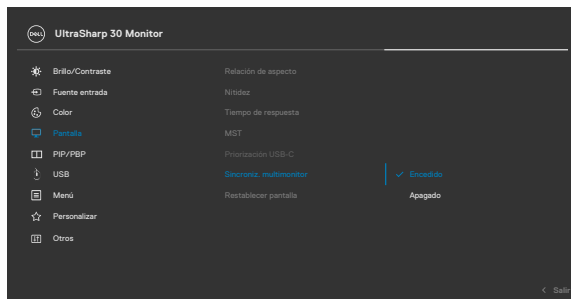 DELL UltraSharp 30 Monitor
Brillo/Contraste Relación de aspecto
Fuente entrada Nitidez
Color Tiempo de respuesta
Pantalla MST
PIP/PBP Priorización USB-C
USB Sincroniz. multimonitor Encedido
Menú Restablecer pantalla Apagado
Personalizar
Otros
Salir